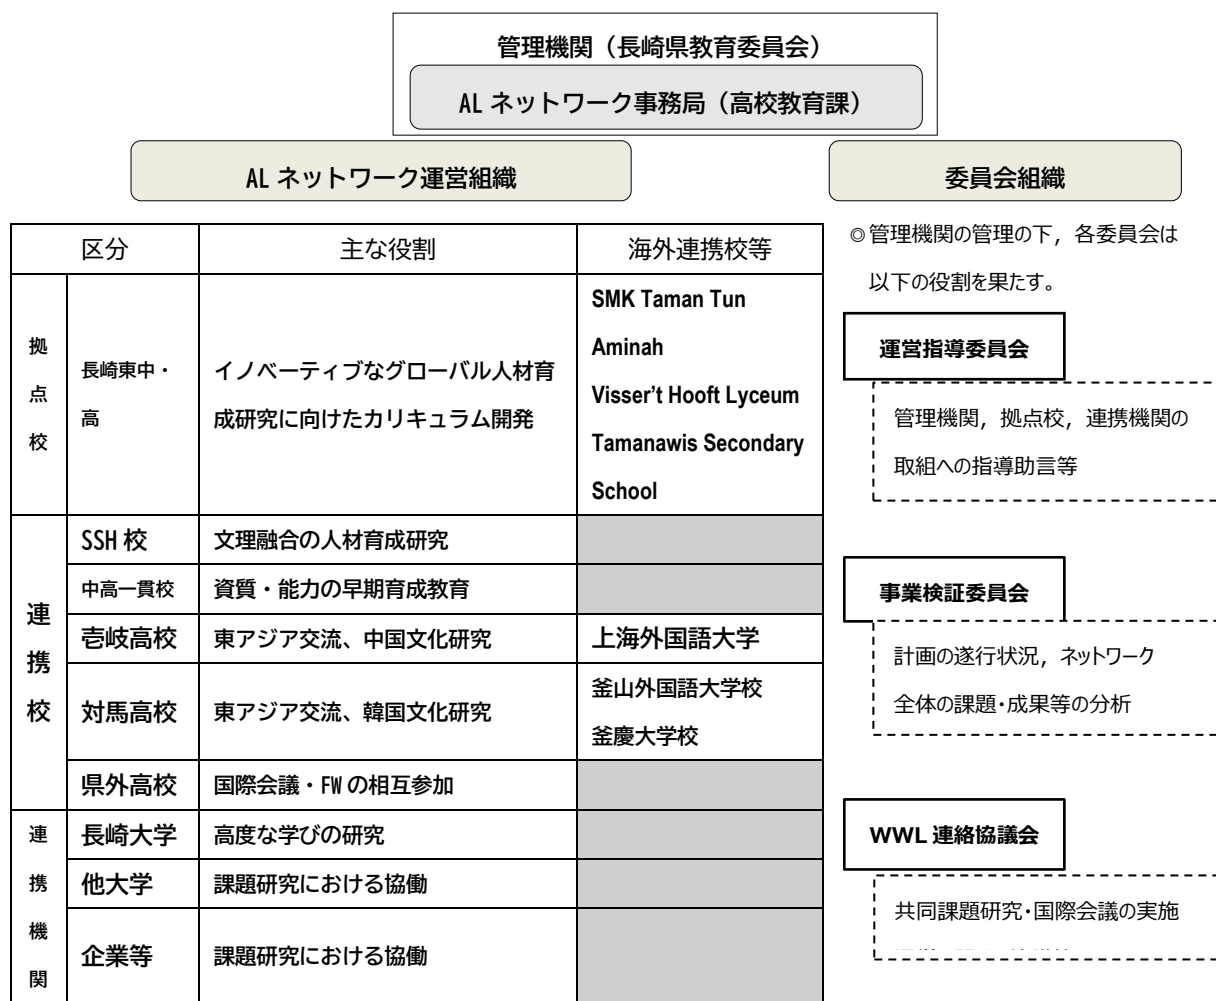 管理機関（長崎県教育委員会）
AL ネットワーク事務局（高校教育課）
AL ネットワーク運営組織
委員会組織
区分
主な役割
海外連携校等
拠点校
長崎東中・
高
イノベーティブなグローバル人材育
成研究に向けたカリキュラム開発
SMK Taman Tun
Aminah
Visser't Hooft Lyceum
Tamanawis Secondary
School
連携校
SSH 校
文理融合の人材育成研究
中高一貫校
資質・能力の早期育成教育
壱岐高校
東アジア交流、中国文化研究
上海外国語大学
対馬高校
東アジア交流、韓国文化研究
釜山外国語大学校
釜慶大学校
県外高校
国際会議・FW の相互参加
連携機関
長崎大学
高度な学びの研究
他大学
課題研究における協働
企業等
課題研究における協働
◎管理機関の管理の下，各委員会は
以下の役割を果たす。
運営指導委員会
管理機関，拠点校，連携機関の
取組への指導助言等
事業検証委員会
計画の遂行状況，ネットワーク
全体の課題・成果等の分析
WWL 連絡協議会
共同課題研究・国際会議の実施